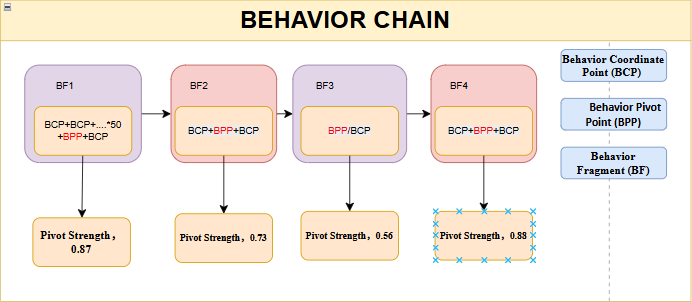 BEHAVIOR CHAIN
BF1
BCP+BCP+....*50
+BPP+BCP
BF2
BCP+BPP+BCP
BF3
BPP/BCP
BF4
BCP+BPP+BCP
Pivot Strength，
0.87
Pivot Strength，0.73
Pivot Strength，0.56
Pivot Strength，0.88
Behavior Coordinate
Point (BCP)
Behavior Pivot
Point (BPP)
Behavior
Fragment (BF)